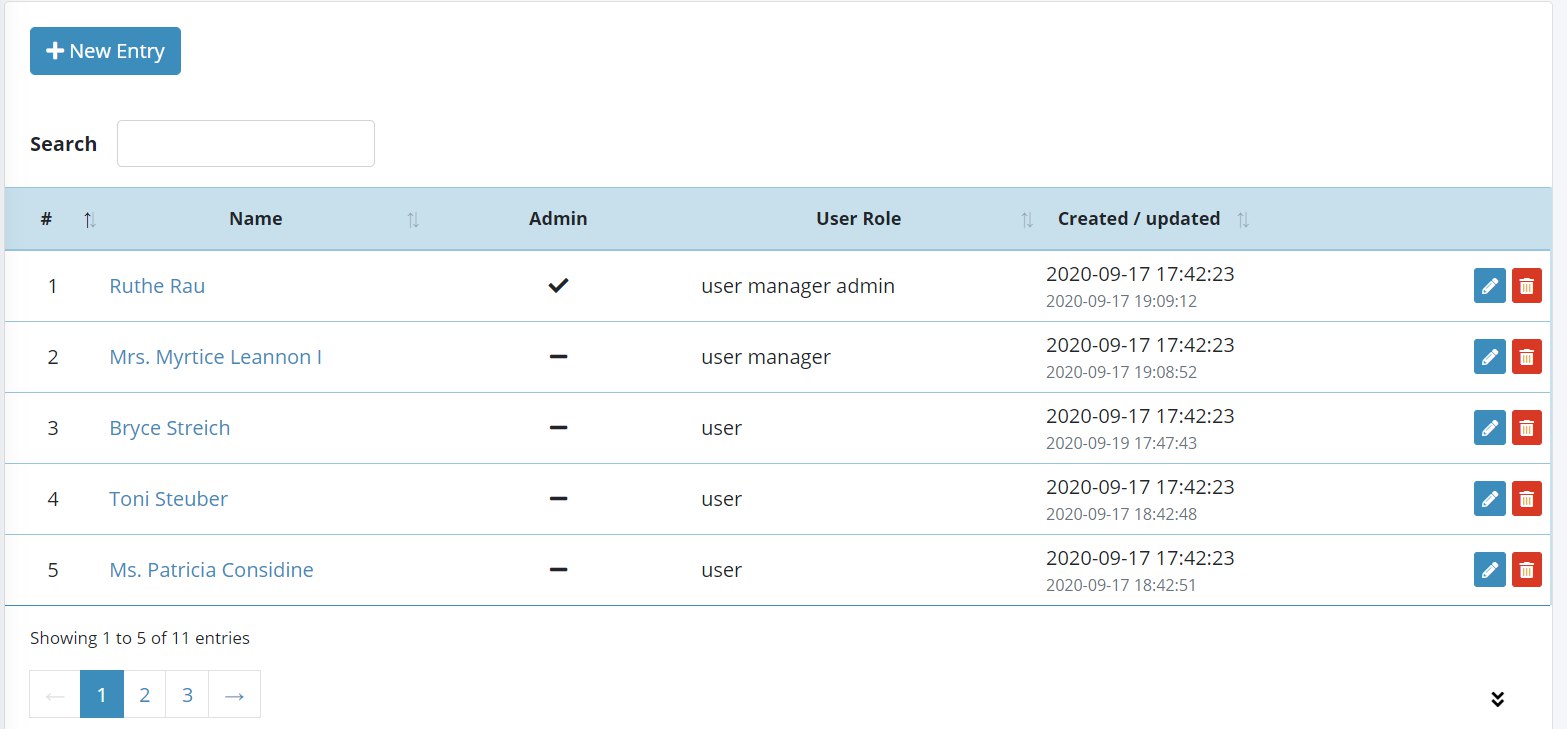 New Entry
Search
# Name Admin User Role Created / updated
1 Ruthe Rau user manager admin 2020-09-17 17:42:23
2020-09-17 19:09:12
2 Mrs. Myrtice Leannon I user manager 2020-09-17 17:42:23
2020-09-17 19:08:52
3 Bryce Streich user 2020-09-17 17:42:23
2020-09-19 17:47:43
4 Toni Steuber user 2020-09-17 17:42:23
2020-09-17 18:42:48
5 Ms. Patricia Considine user 2020-09-17 17:42:23
2020-09-17 18:42:51
Showing 1 to 5 of 11 entries
← 1 2 3 →